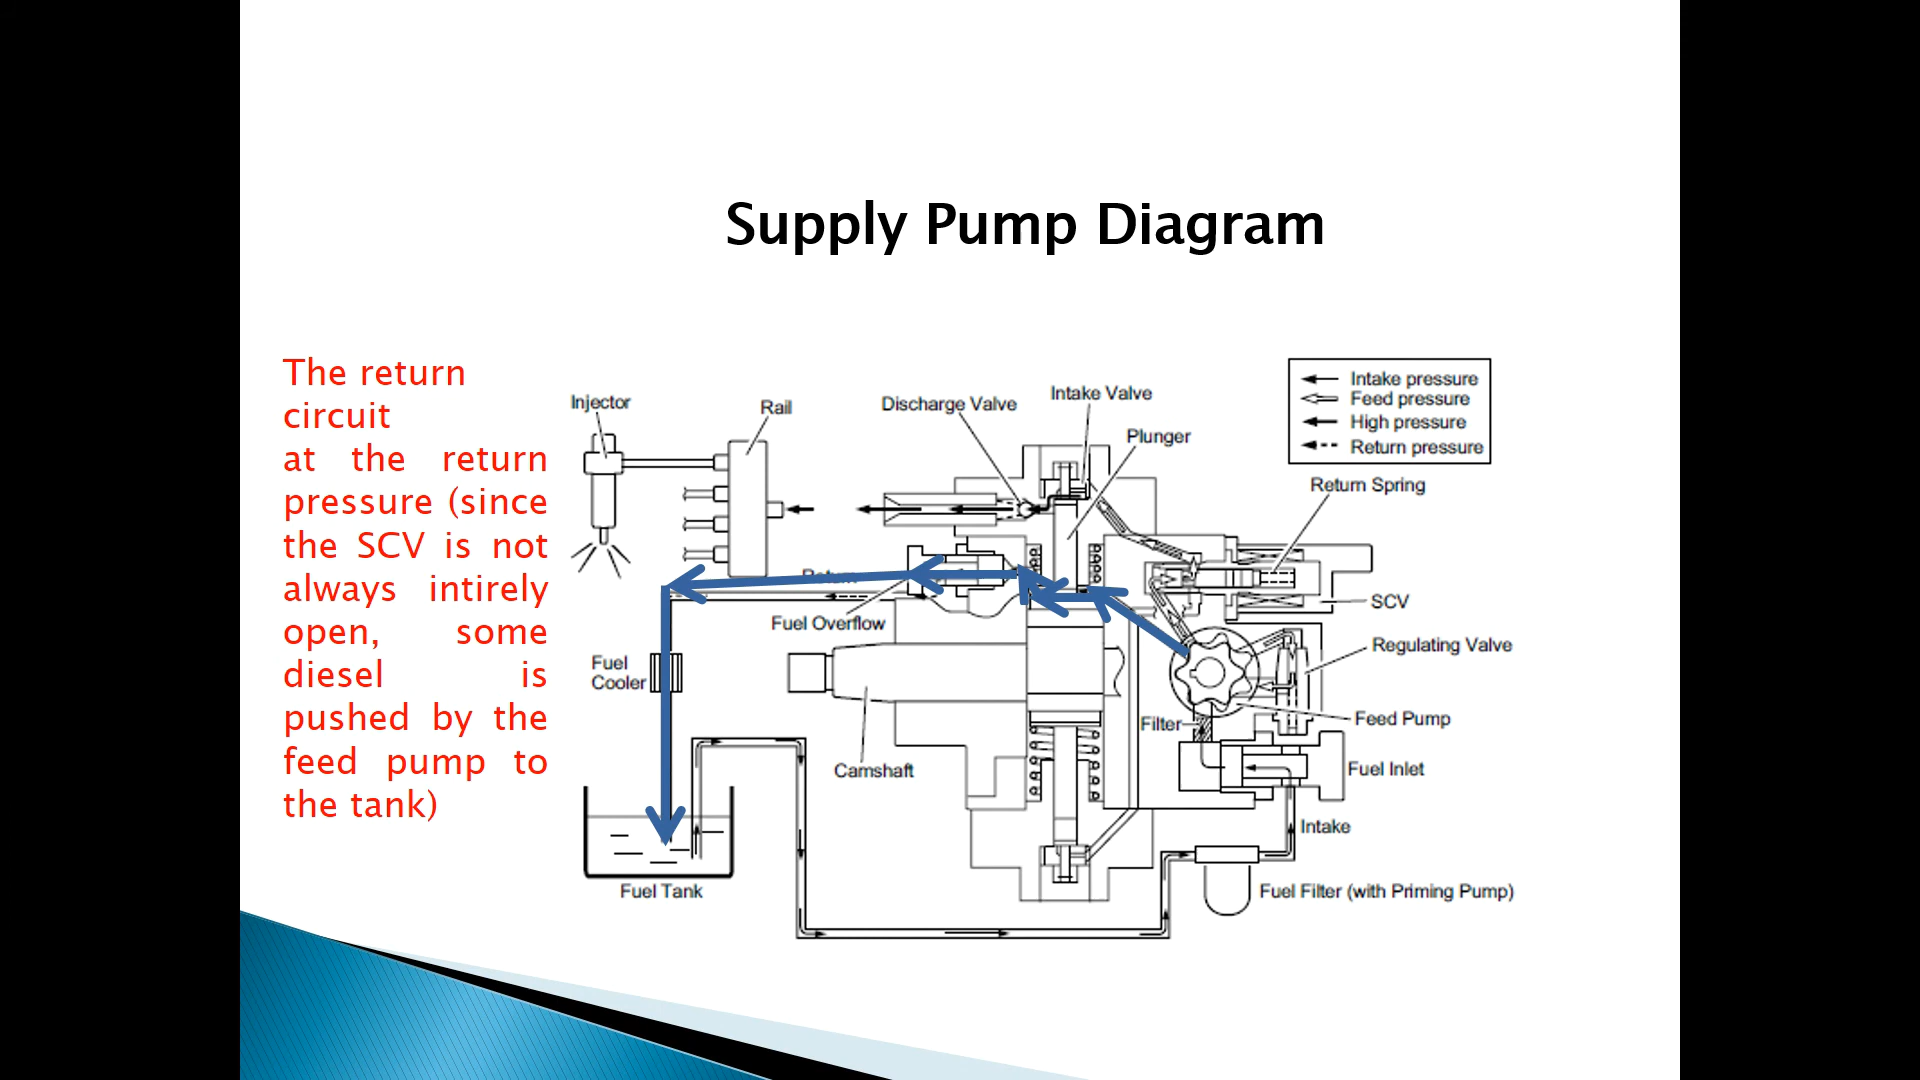 Supply Pump Diagram
The return
circuit
at the return
pressure (since
the SCV is not
always intirely
open, some
diesel is
pushed by the
feed pump to
the tank)
Injector
Rail
Discharge Valve
Intake Valve
Plunger
Intake pressure
Feed pressure
High pressure
Return pressure
Return Spring
SCV
Return
Fuel Overflow
Regulating Valve
Fuel
Cooler
Feed Pump
Filter
Camshaft
Fuel Inlet
Intake
Fuel Tank
Fuel Filter (with Priming Pump)